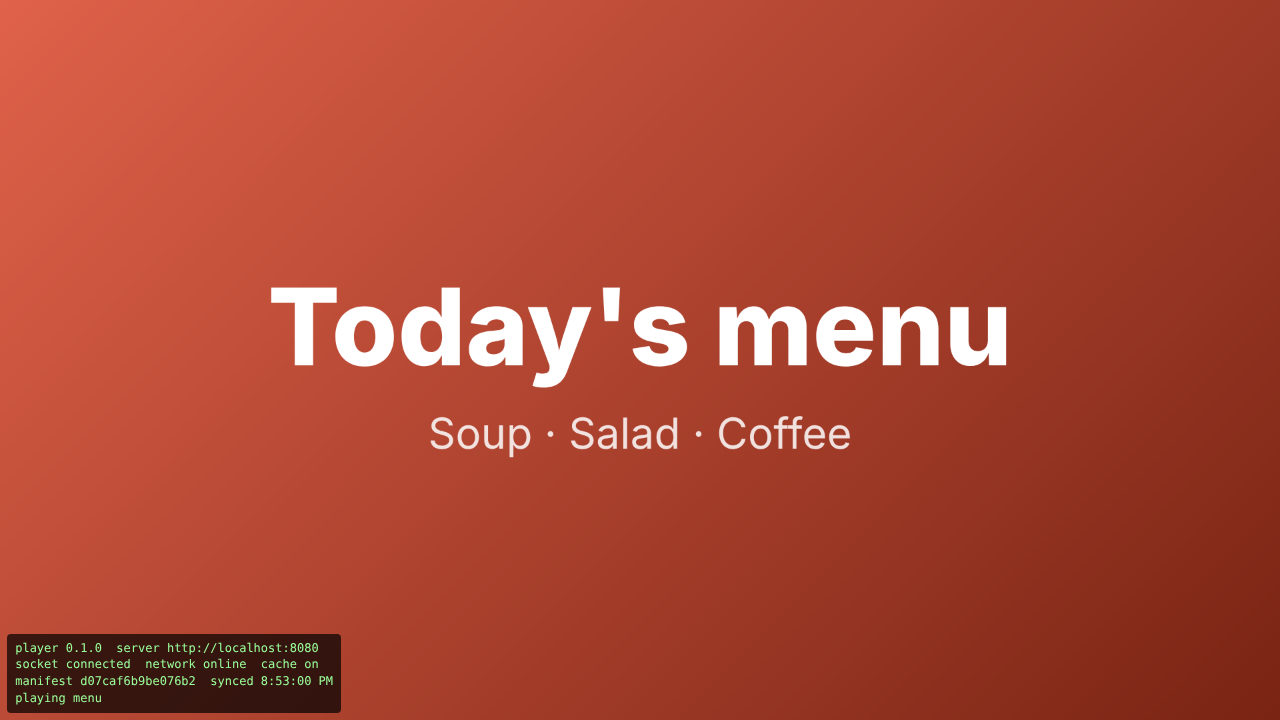 Today's menu
Soup · Salad · Coffee
player 0.1.0  server http://localhost:8080
socket connected  network online  cache on
manifest d07caf6b9be076b2  synced 8:53:00 PM
playing menu